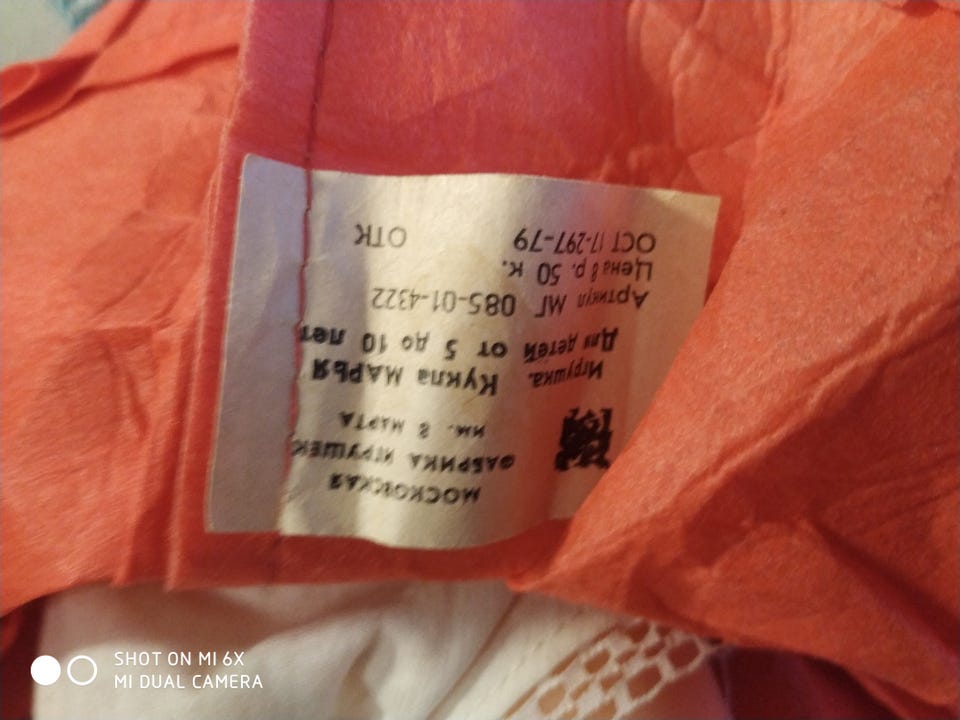 МОСКОВСКАЯ
ФАБРИКА ИГРУШЕК
ИМ. 8 МАРТА
Игрушка. Кукла МАРЬЯ
Для детей от 5 до 10 лет
Артикул МГ 085-01-4322
Цена 8 р. 50 к.
ОСТ 17-297-79 ОТК
SHOT ON MI 6X
MI DUAL CAMERA